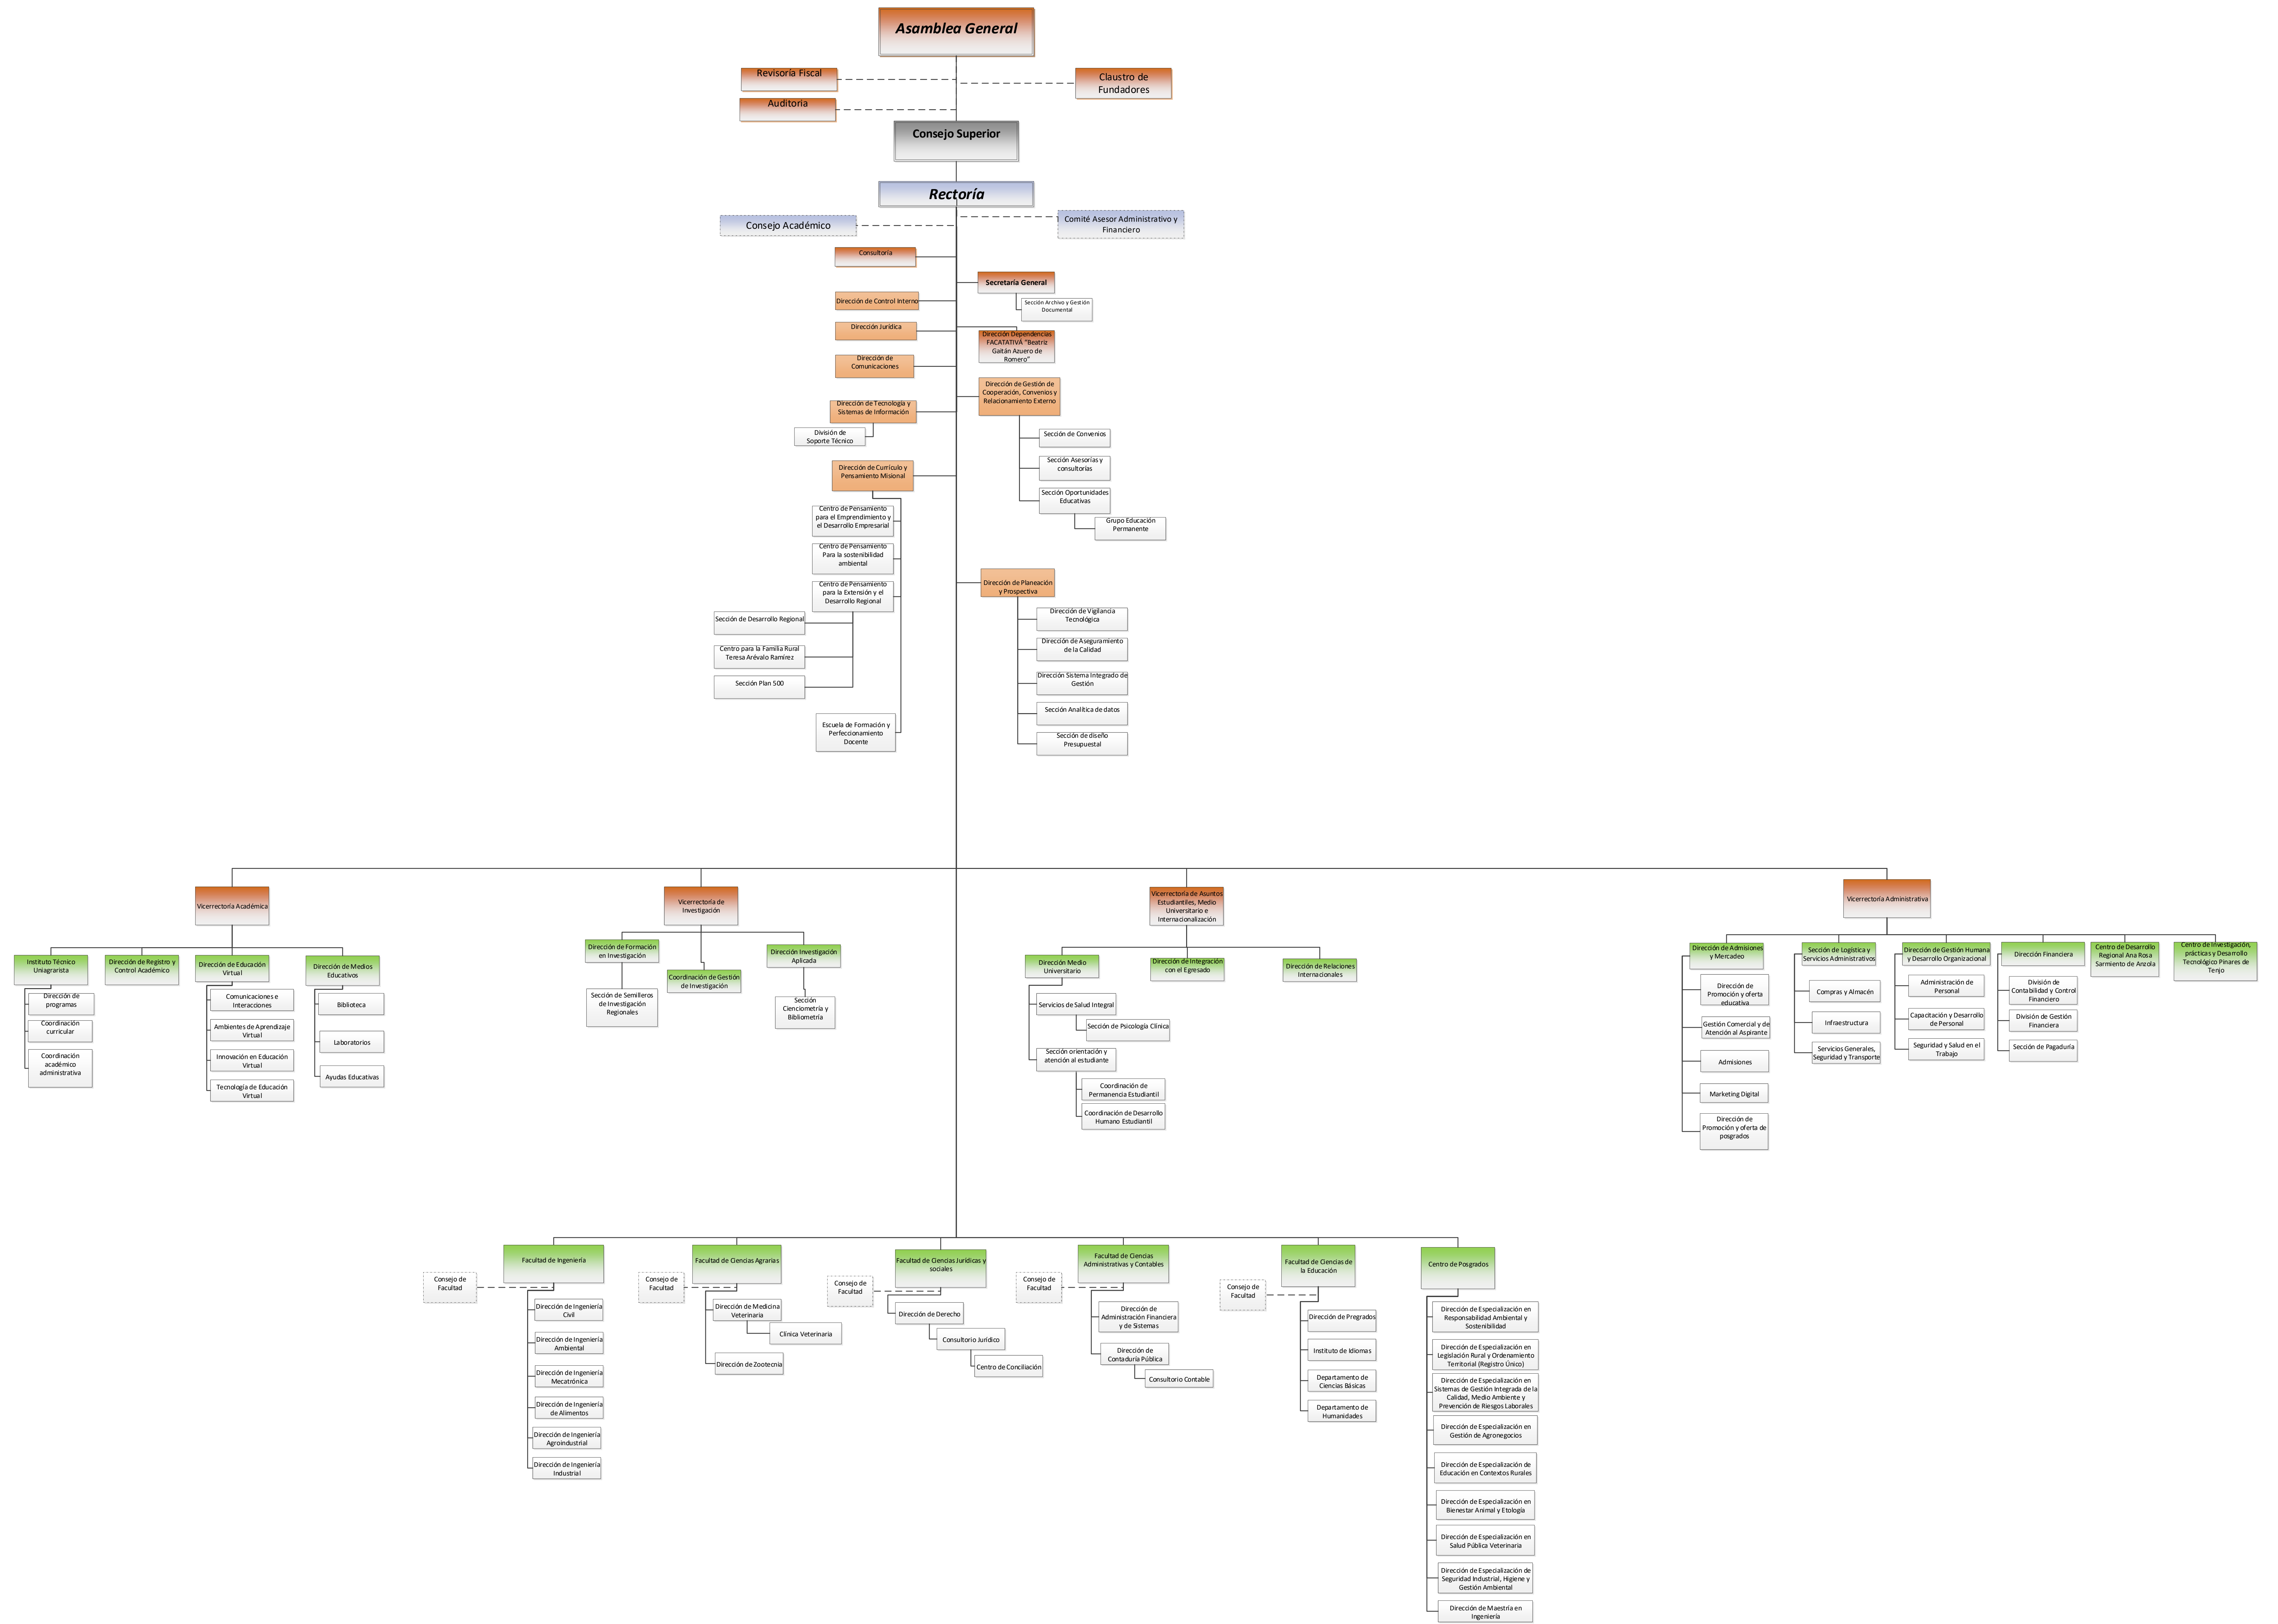 Asamblea General
Revisoría Fiscal
Claustro de
Fundadores
Auditoria
Consejo Superior
Rectoría
Consejo Académico
Comité Asesor Administrativo y
Financiero
Consultoría
Secretaría General
Sección Archivo y Gestión
Documental
Dirección de Control Interno
Dirección Jurídica
Dirección Dependencias
FACATATIVÁ "Beatriz
Gaitán Azuero de
Romero"
Dirección de
Comunicaciones
Dirección de Gestión de
Cooperación, Convenios y
Relacionamiento Externo
Dirección de Tecnología y
Sistemas de Información
División de
Soporte Técnico
Sección de Convenios
Sección Asesorías y
consultorías
Sección Oportunidades
Educativas
Grupo Educación
Permanente
Dirección de Currículo y
Pensamiento Misional
Centro de Pensamiento
para el Emprendimiento y
el Desarrollo Empresarial
Centro de Pensamiento
Para la sostenibilidad
ambiental
Centro de Pensamiento
para la Extensión y el
Desarrollo Regional
Sección de Desarrollo Regional
Centro para la Familia Rural
Teresa Arévalo Ramírez
Sección Plan 500
Escuela de Formación y
Perfeccionamiento
Docente
Dirección de Planeación
y Prospectiva
Dirección de Vigilancia
Tecnológica
Dirección de Aseguramiento
de la Calidad
Dirección Sistema Integrado de
Gestión
Sección Analítica de datos
Sección de diseño
Presupuestal
Vicerrectoría Académica
Instituto Técnico
Uniagrarista
Dirección de
programas
Coordinación
curricular
Coordinación
académico
administrativa
Dirección de Registro y
Control Académico
Dirección de Educación
Virtual
Comunicaciones e
Interacciones
Ambientes de Aprendizaje
Virtual
Innovación en Educación
Virtual
Tecnología de Educación
Virtual
Dirección de Medios
Educativos
Biblioteca
Laboratorios
Ayudas Educativas
Vicerrectoría de
Investigación
Dirección de Formación
en Investigación
Sección de Semilleros
de Investigación
Regionales
Coordinación de Gestión
de Investigación
Dirección Investigación
Aplicada
Sección
Cienciometría y
Bibliometría
Vicerrectoría de Asuntos
Estudiantiles, Medio
Universitario e
Internacionalización
Dirección Medio
Universitario
Servicios de Salud Integral
Sección de Psicología Clínica
Sección orientación y
atención al estudiante
Coordinación de
Permanencia Estudiantil
Coordinación de Desarrollo
Humano Estudiantil
Dirección de Integración
con el Egresado
Dirección de Relaciones
Internacionales
Vicerrectoría Administrativa
Dirección de Admisiones
y Mercadeo
Dirección de
Promoción y oferta
educativa
Gestión Comercial y de
Atención al Aspirante
Admisiones
Marketing Digital
Dirección de
Promoción y oferta de
posgrados
Sección de Logística y
Servicios Administrativos
Compras y Almacén
Infraestructura
Servicios Generales,
Seguridad y Transporte
Dirección de Gestión Humana
y Desarrollo Organizacional
Administración de
Personal
Capacitación y Desarrollo
de Personal
Seguridad y Salud en el
Trabajo
Dirección Financiera
División de
Contabilidad y Control
Financiero
División de Gestión
Financiera
Sección de Pagaduría
Centro de Desarrollo
Regional Ana Rosa
Sarmiento de Anzola
Centro de Investigación,
prácticas y Desarrollo
Tecnológico Pinares de
Tenjo
Facultad de Ingeniería
Consejo de
Facultad
Dirección de Ingeniería
Civil
Dirección de Ingeniería
Ambiental
Dirección de Ingeniería
Mecatrónica
Dirección de Ingeniería
de Alimentos
Dirección de Ingeniería
Agroindustrial
Dirección de Ingeniería
Industrial
Facultad de Ciencias Agrarias
Consejo de
Facultad
Dirección de Medicina
Veterinaria
Clínica Veterinaria
Dirección de Zootecnia
Facultad de Ciencias Jurídicas y
sociales
Consejo de
Facultad
Dirección de Derecho
Consultorio Jurídico
Centro de Conciliación
Facultad de Ciencias
Administrativas y Contables
Consejo de
Facultad
Dirección de
Administración Financiera
y de Sistemas
Dirección de
Contaduría Pública
Consultorio Contable
Facultad de Ciencias de
la Educación
Consejo de
Facultad
Dirección de Pregrados
Instituto de Idiomas
Departamento de
Ciencias Básicas
Departamento de
Humanidades
Centro de Posgrados
Dirección de Especialización en
Responsabilidad Ambiental y
Sostenibilidad
Dirección de Especialización en
Legislación Rural y Ordenamiento
Territorial (Registro Único)
Dirección de Especialización en
Sistemas de Gestión Integrada de la
Calidad, Medio Ambiente y
Prevención de Riesgos Laborales
Dirección de Especialización en
Gestión de Agronegocios
Dirección de Especialización de
Educación en Contextos Rurales
Dirección de Especialización en
Bienestar Animal y Etología
Dirección de Especialización en
Salud Pública Veterinaria
Dirección de Especialización de
Seguridad Industrial, Higiene y
Gestión Ambiental
Dirección de Maestría en
Ingeniería